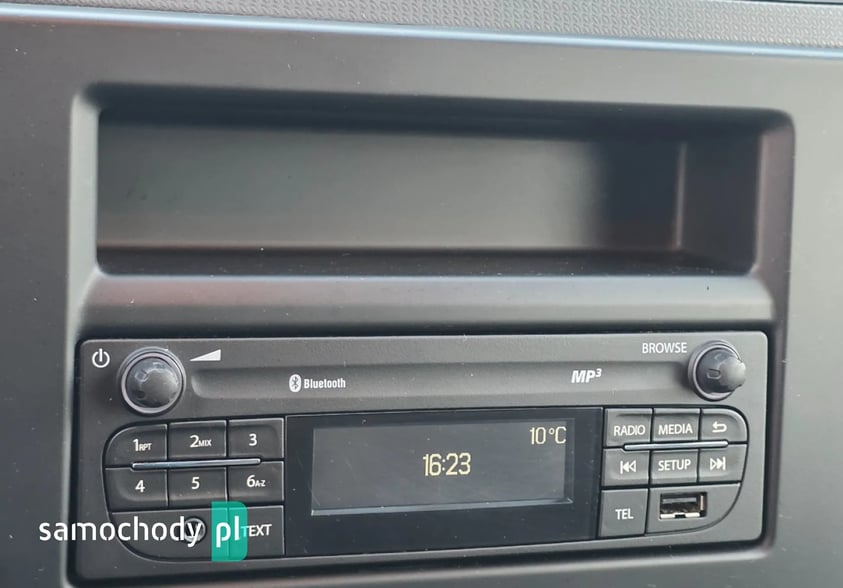 BROWSE
Bluetooth
MP3
1RPT
2MIX
3
RADIO
MEDIA
10°C
16:23
4
5
6A-Z
SETUP
TEXT
TEL
samochody pl